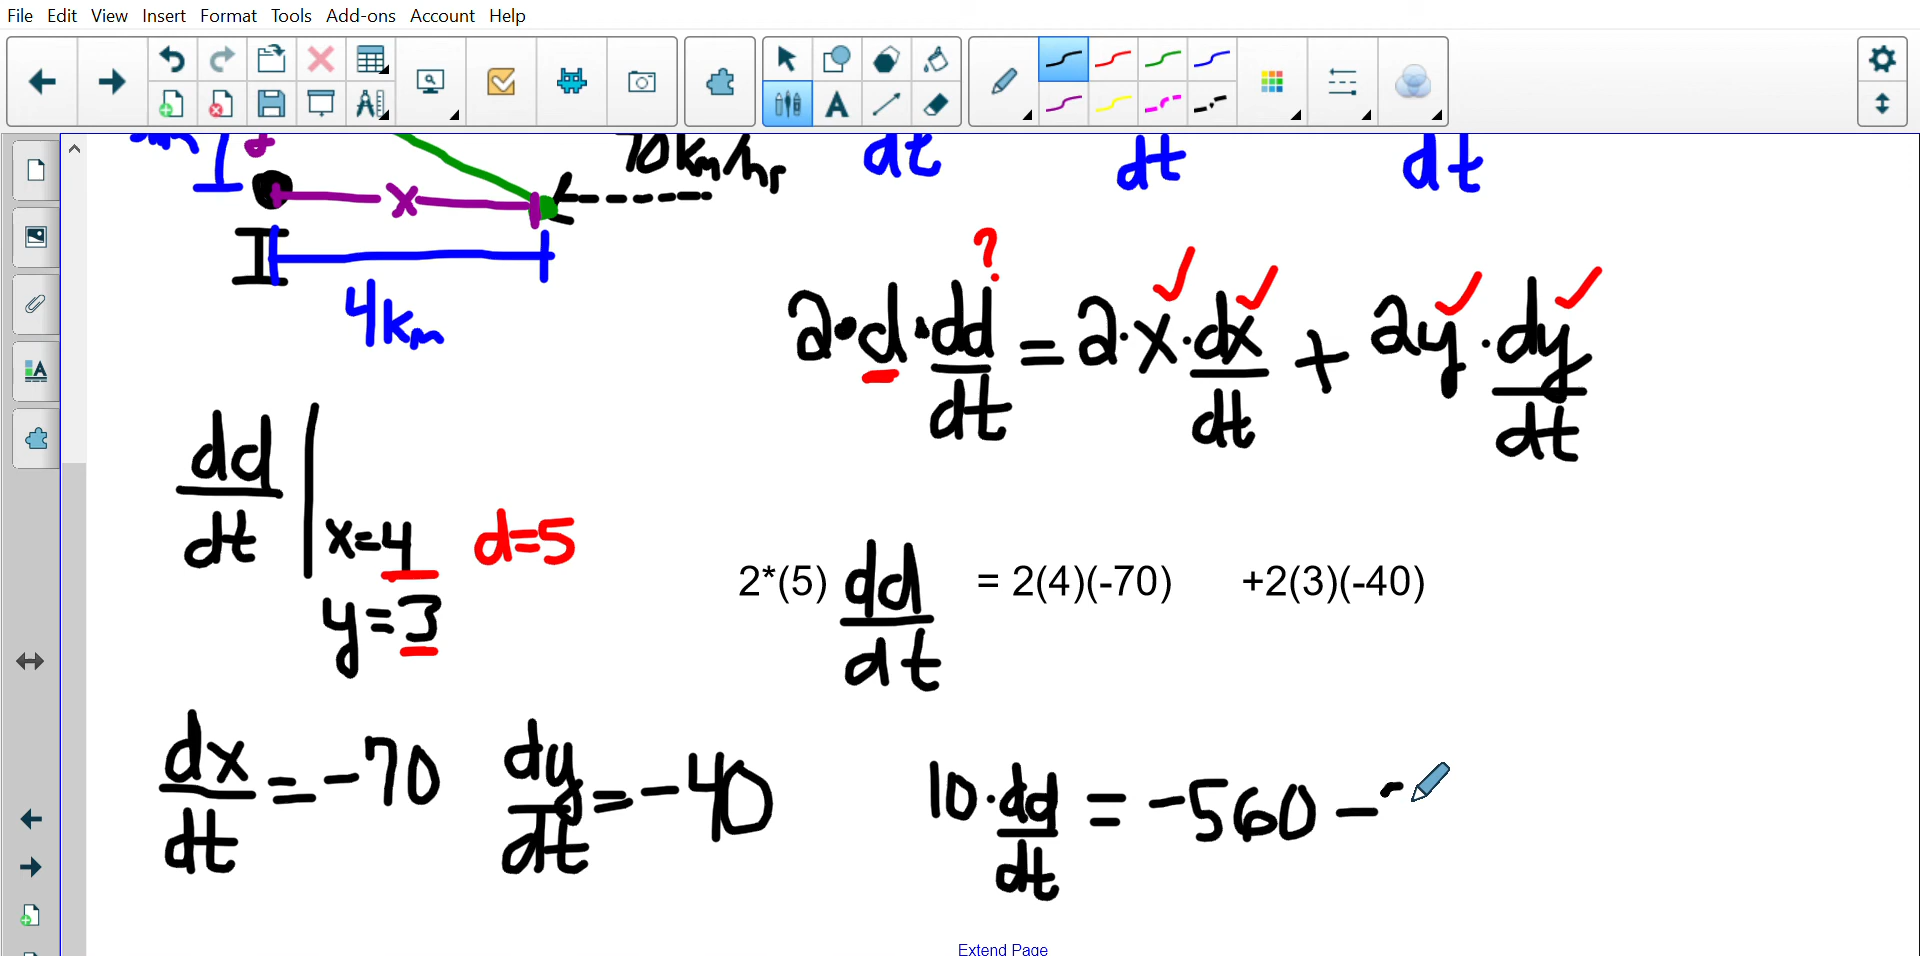 File Edit View Insert Format Tools Add-ons Account Help
70km/hr
dt dt dt
x
I
4km
?
2·d·dd/dt = 2·x·dx/dt + 2y·dy/dt
dd/dt | x=4 d=5
y=3
2*(5) dd/dt = 2(4)(-70) +2(3)(-40)
dx/dt = -70 dy/dt = -40
10·dd/dt = -560 -
Extend Page